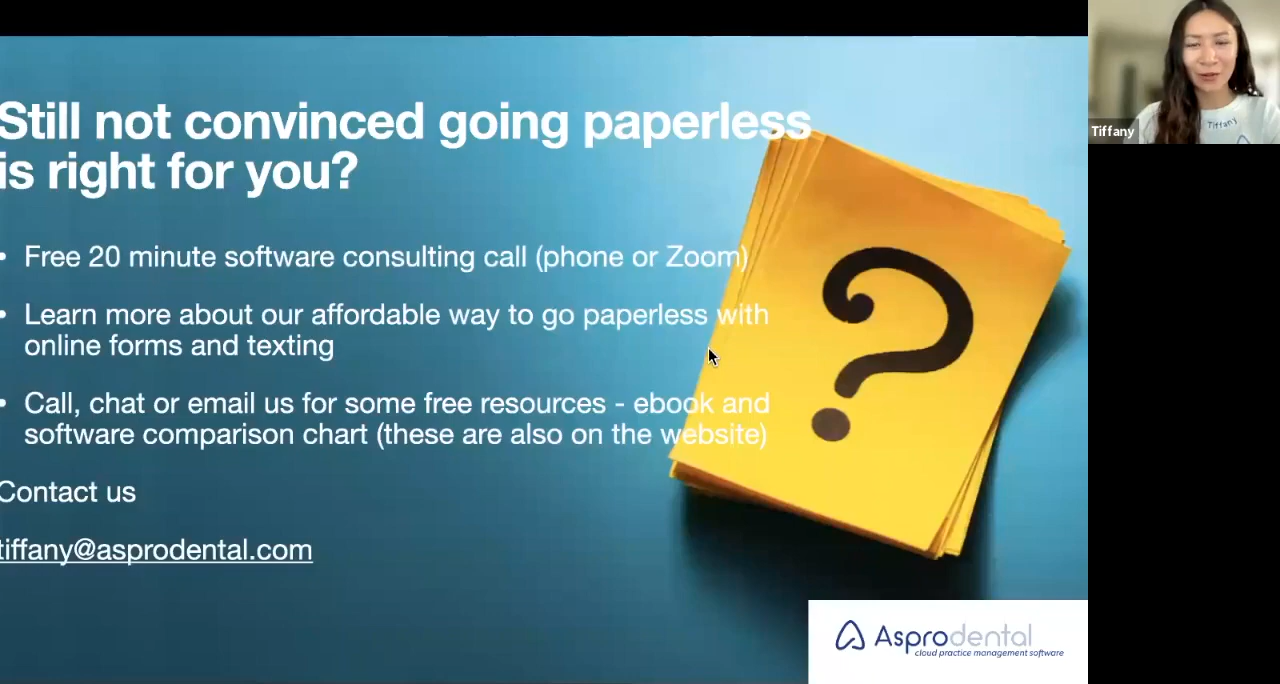 Still not convinced going paperless
is right for you?
• Free 20 minute software consulting call (phone or Zoom)
• Learn more about our affordable way to go paperless with
online forms and texting
• Call, chat or email us for some free resources - ebook and
software comparison chart (these are also on the website)
Contact us
tiffany@asprodental.com
?
Asprodental
cloud practice management software
Tiffany
Tiffany